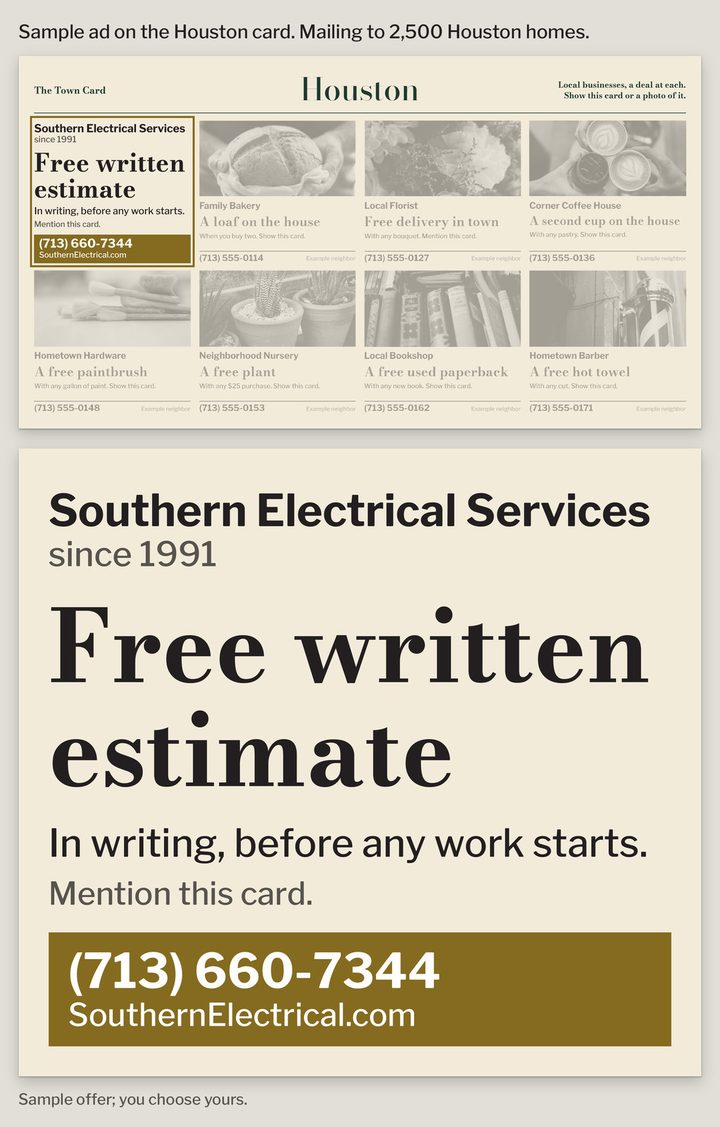 Sample ad on the Houston card. Mailing to 2,500 Houston homes.
The Town Card
Houston
Local businesses, a deal at each.
Show this card or a photo of it.
Southern Electrical Services
since 1991
Free written
estimate
In writing, before any work starts.
Mention this card.
(713) 660-7344
SouthernElectrical.com
Family Bakery
A loaf on the house
When you buy two. Show this card.
(713) 555-0114
Example neighbor
Local Florist
Free delivery in town
With any bouquet. Mention this card.
(713) 555-0127
Example neighbor
Corner Coffee House
A second cup on the house
With any pastry. Show this card.
(713) 555-0136
Example neighbor
Hometown Hardware
A free paintbrush
With any gallon of paint. Show this card.
(713) 555-0148
Example neighbor
Neighborhood Nursery
A free plant
With any $25 purchase. Show this card.
(713) 555-0153
Example neighbor
Local Bookshop
A free used paperback
With any new book. Show this card.
(713) 555-0162
Example neighbor
Hometown Barber
A free hot towel
With any cut. Show this card.
(713) 555-0171
Example neighbor
Southern Electrical Services
since 1991
Free written
estimate
In writing, before any work starts.
Mention this card.
(713) 660-7344
SouthernElectrical.com
Sample offer; you choose yours.